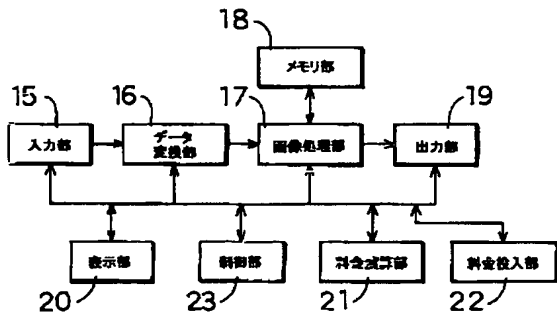 18
メモリ部
15
16
17
19
入力部
データ
変換部
画像処理部
出力部
表示部
制御部
料金減算部
料金投入部
20
23
21
22